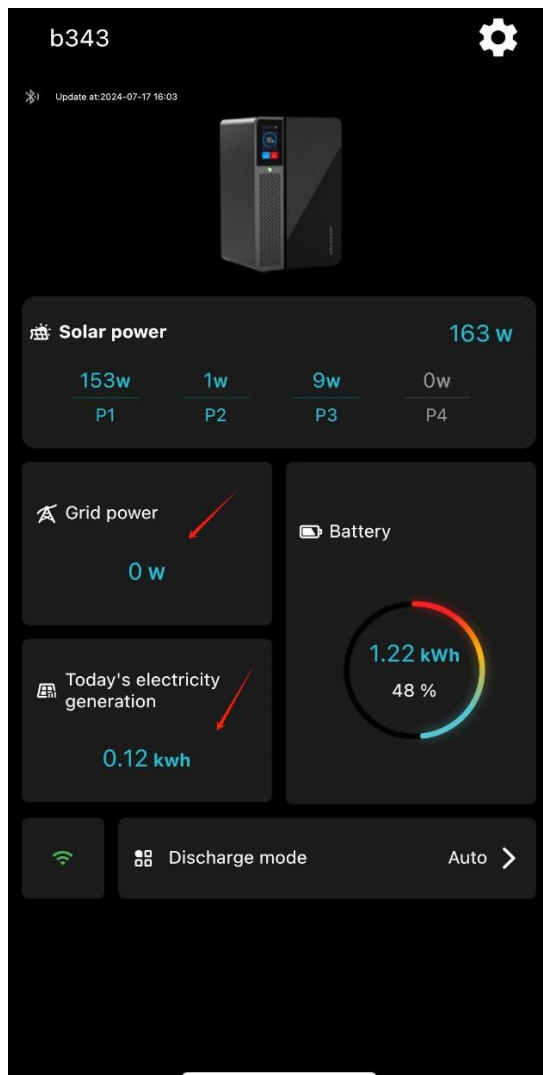 b343
Update at:2024-07-17 16:03
Solar power
163 w
153w 1w 9w 0w
P1 P2 P3 P4
Grid power
0 w
Battery
1.22 kWh
48 %
Today's electricity
generation
0.12 kwh
Discharge mode
Auto